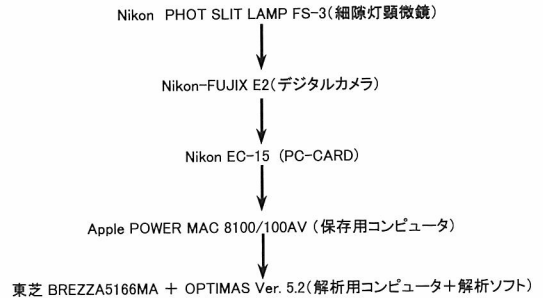 Nikon PHOT SLIT LAMP FS-3(細隙灯顕微鏡)
Nikon-FUJIX E2(デジタルカメラ)
Nikon EC-15 (PC-CARD)
Apple POWER MAC 8100/100AV (保存用コンピュータ)
東芝 BREZZA5166MA + OPTIMAS Ver. 5.2(解析用コンピュータ+解析ソフト)